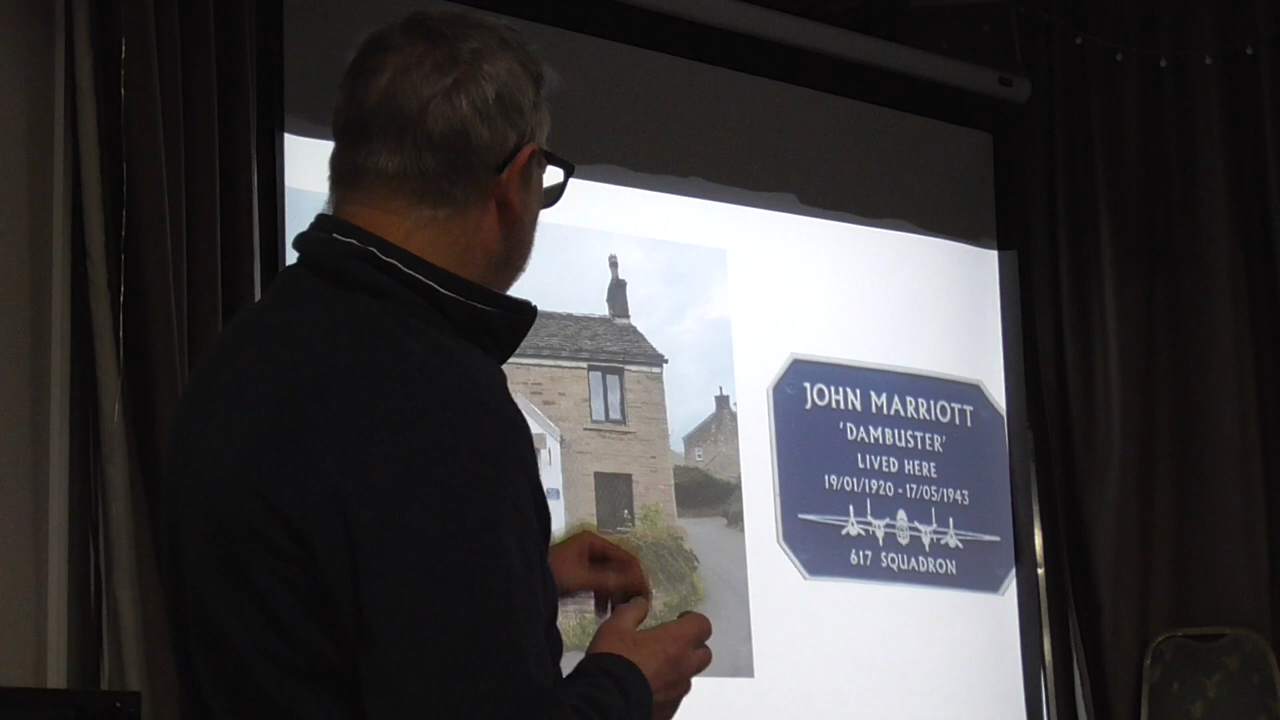 JOHN MARRIOTT
'DAMBUSTER'
LIVED HERE
19/01/1920 - 17/05/1943
617 SQUADRON